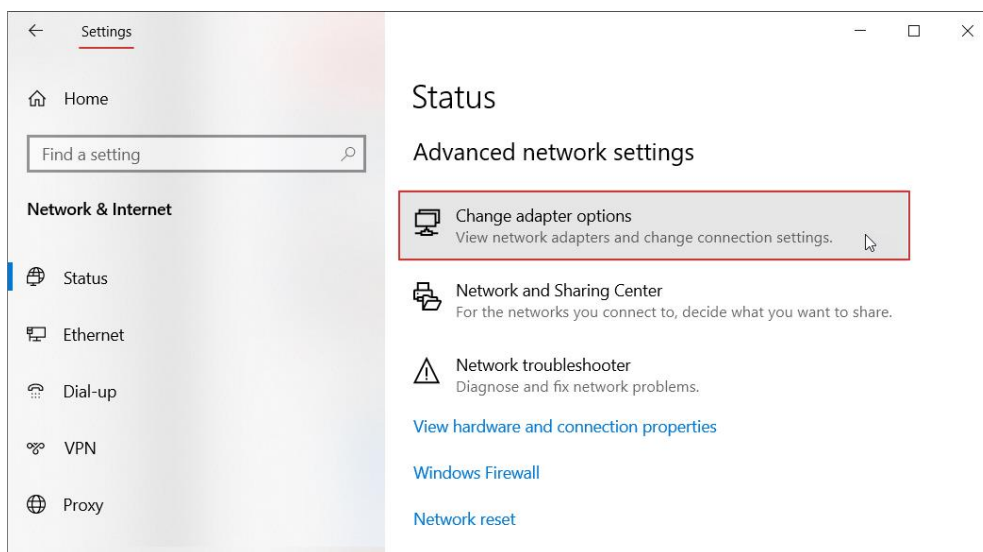 Settings
Home
Find a setting
Network & Internet
Status
Ethernet
Dial-up
VPN
Proxy
Status
Advanced network settings
Change adapter options
View network adapters and change connection settings.
Network and Sharing Center
For the networks you connect to, decide what you want to share.
Network troubleshooter
Diagnose and fix network problems.
View hardware and connection properties
Windows Firewall
Network reset